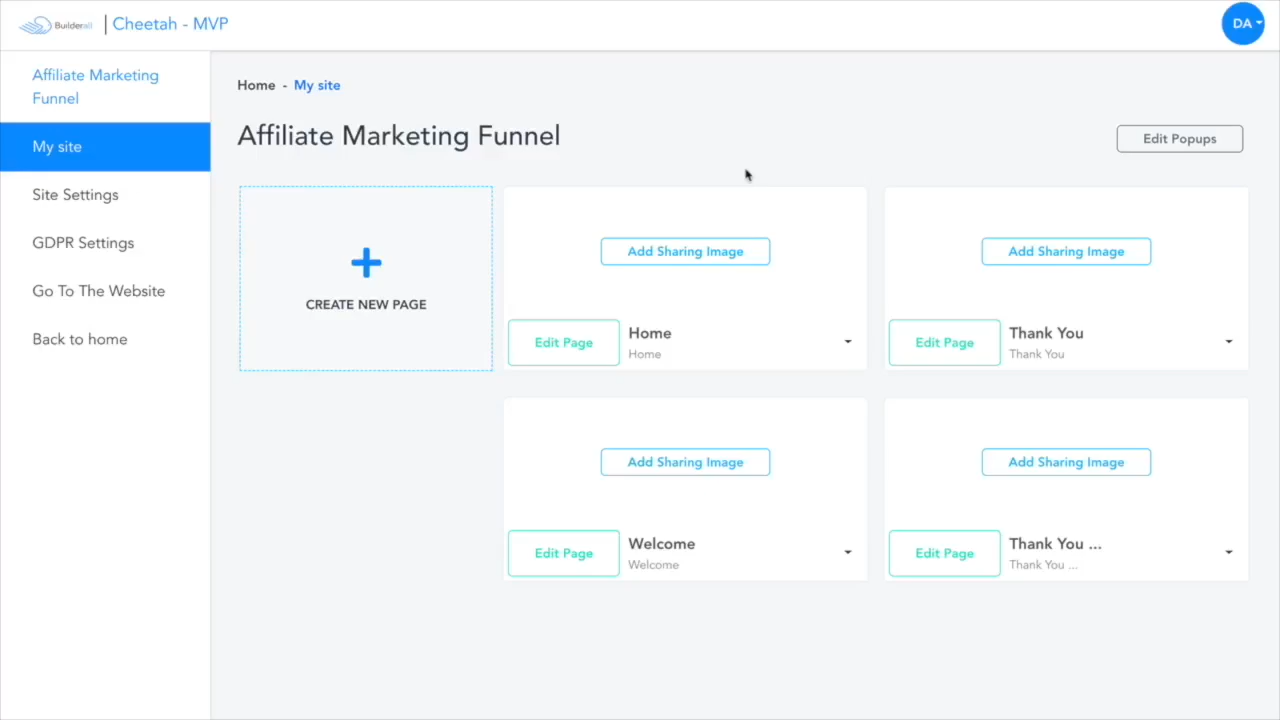 Builderall
Cheetah - MVP
DA
Affiliate Marketing
Funnel
My site
Site Settings
GDPR Settings
Go To The Website
Back to home
Home - My site
Affiliate Marketing Funnel
Edit Popups
CREATE NEW PAGE
Add Sharing Image
Edit Page
Home
Home
Add Sharing Image
Edit Page
Thank You
Thank You
Add Sharing Image
Edit Page
Welcome
Welcome
Add Sharing Image
Edit Page
Thank You ...
Thank You ...